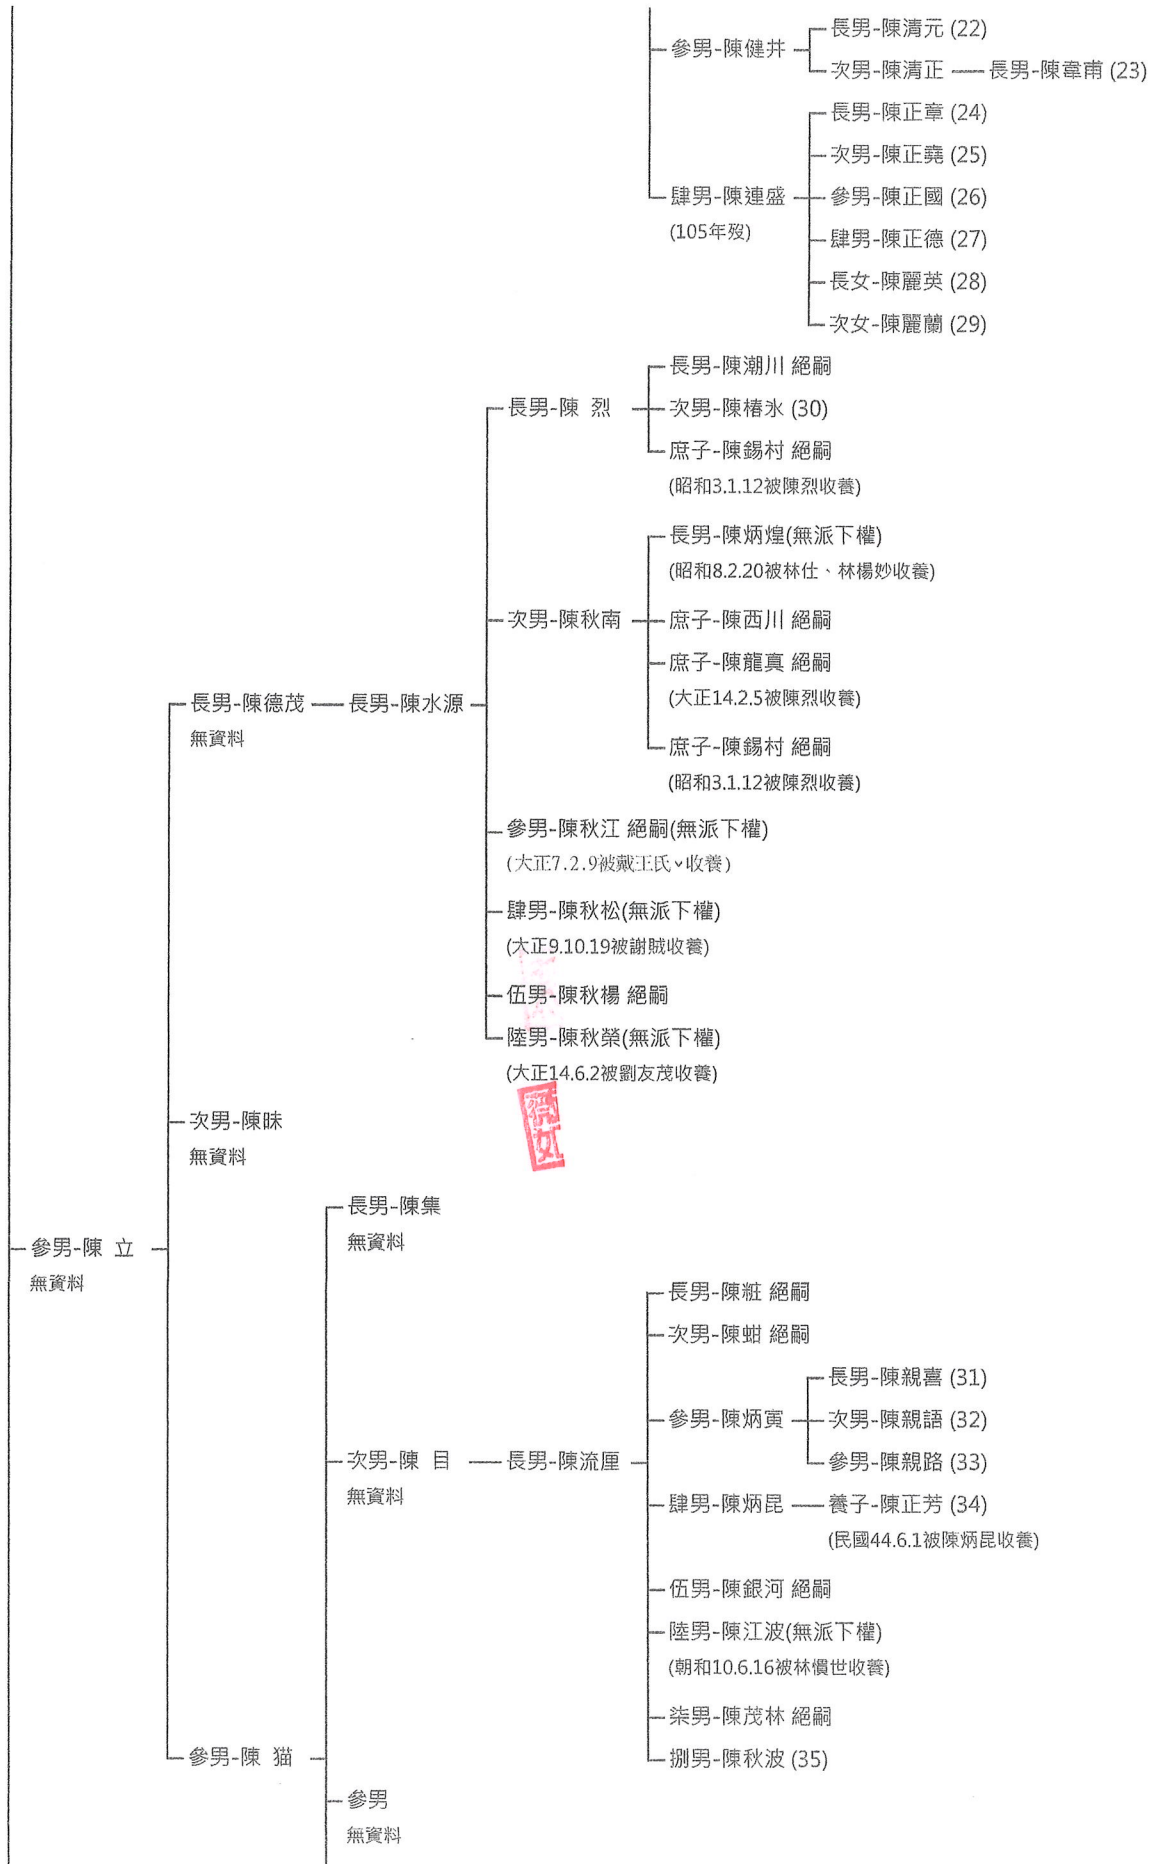 參男-陳健井
長男-陳清元 (22)
次男-陳清正
長男-陳韋甫 (23)
肆男-陳連盛
(105年歿)
長男-陳正章 (24)
次男-陳正堯 (25)
參男-陳正國 (26)
肆男-陳正德 (27)
長女-陳麗英 (28)
次女-陳麗蘭 (29)
參男-陳 立
無資料
長男-陳德茂
無資料
長男-陳水源
長男-陳 烈
長男-陳潮川 絕嗣
次男-陳椿氷 (30)
庶子-陳錫村 絕嗣
(昭和3.1.12被陳烈收養)
次男-陳秋南
長男-陳炳煌(無派下權)
(昭和8.2.20被林仕、林楊妙收養)
庶子-陳西川 絕嗣
庶子-陳龍真 絕嗣
(大正14.2.5被陳烈收養)
庶子-陳錫村 絕嗣
(昭和3.1.12被陳烈收養)
參男-陳秋江 絕嗣(無派下權)
(大正7.2.9被戴王氏 收養)
肆男-陳秋松(無派下權)
(大正9.10.19被謝賊收養)
伍男-陳秋楊 絕嗣
陸男-陳秋榮(無派下權)
(大正14.6.2被劉友茂收養)
次男-陳昧
無資料
參男-陳 猫
長男-陳集
無資料
次男-陳 目
無資料
長男-陳流厘
長男-陳粧 絕嗣
次男-陳蚶 絕嗣
參男-陳炳寅
長男-陳親喜 (31)
次男-陳親語 (32)
參男-陳親路 (33)
肆男-陳炳昆
養子-陳正芳 (34)
(民國44.6.1被陳炳昆收養)
伍男-陳銀河 絕嗣
陸男-陳江波(無派下權)
(朝和10.6.16被林慣世收養)
柒男-陳茂林 絕嗣
捌男-陳秋波 (35)
參男
無資料